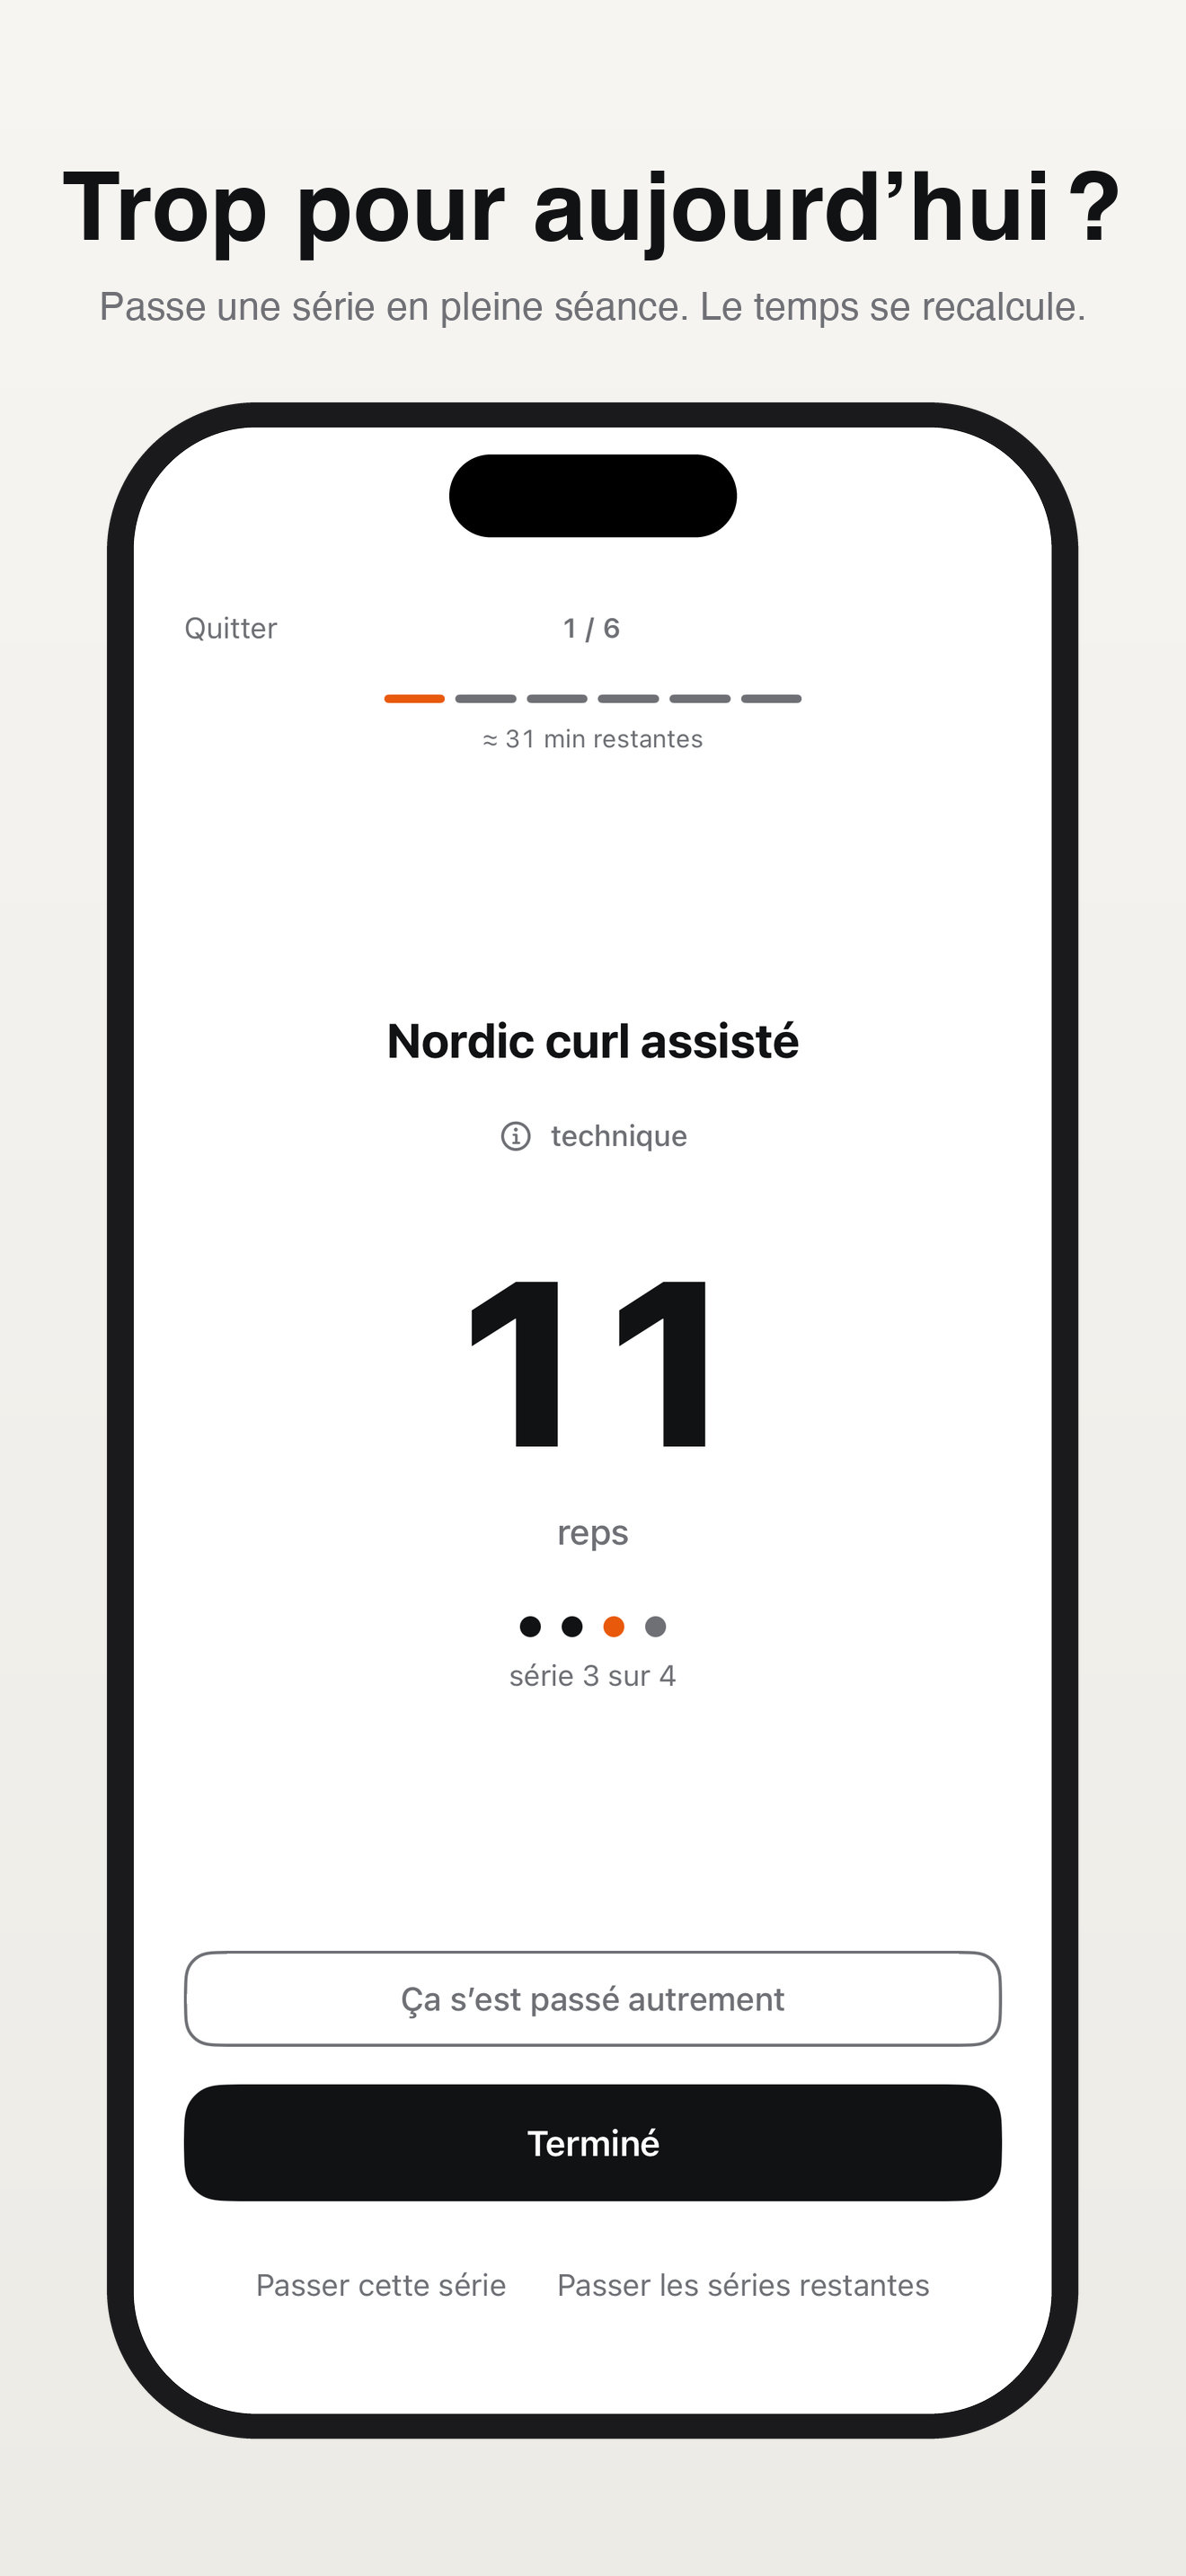 Trop pour aujourd’hui ?
Passe une série en pleine séance. Le temps se recalcule.
Quitter
1 / 6
≈ 31 min restantes
Nordic curl assisté
technique
11
reps
série 3 sur 4
Ça s’est passé autrement
Terminé
Passer cette série
Passer les séries restantes